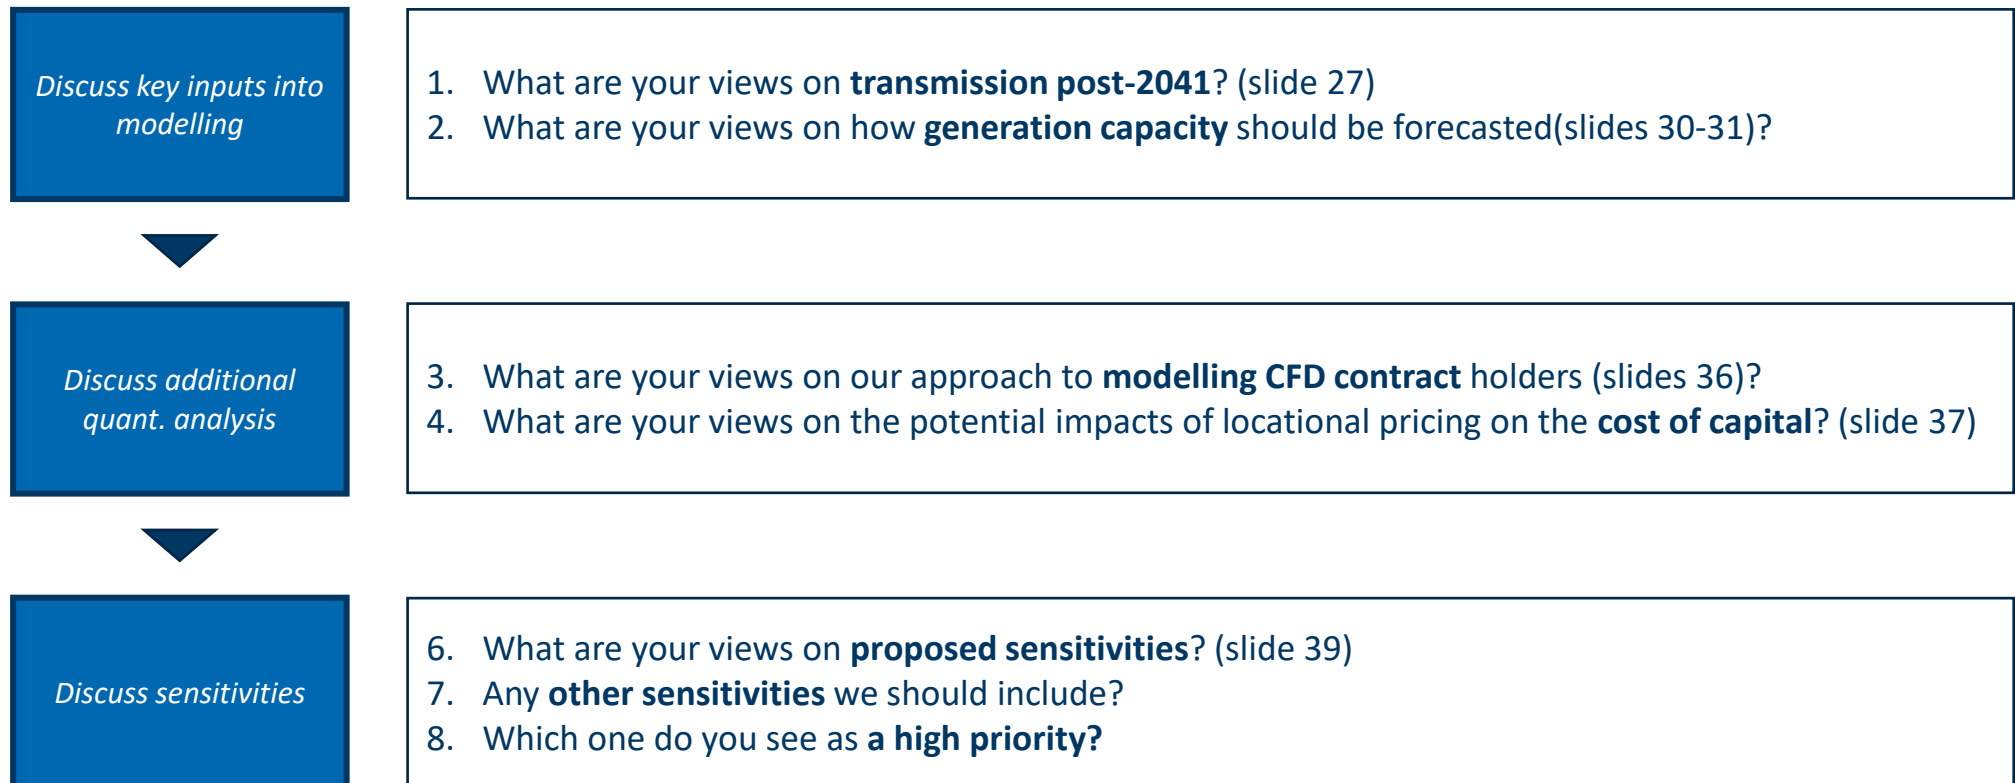 Discuss key inputs into
modelling
1. What are your views on transmission post-2041? (slide 27)
2. What are your views on how generation capacity should be forecasted(slides 30-31)?
Discuss additional
quant. analysis
3. What are your views on our approach to modelling CFD contract holders (slides 36)?
4. What are your views on the potential impacts of locational pricing on the cost of capital? (slide 37)
Discuss sensitivities
6. What are your views on proposed sensitivities? (slide 39)
7. Any other sensitivities we should include?
8. Which one do you see as a high priority?